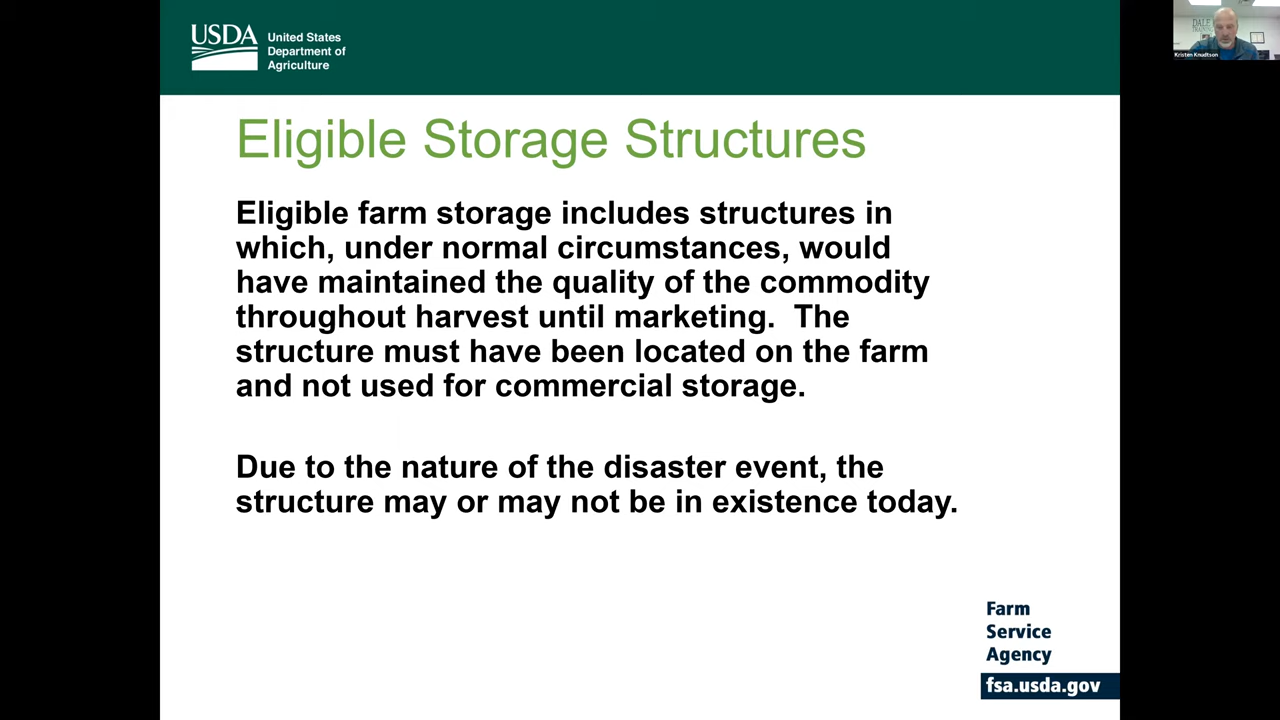 USDA
United States
Department of
Agriculture
Kristen Knudtson
Eligible Storage Structures
Eligible farm storage includes structures in
which, under normal circumstances, would
have maintained the quality of the commodity
throughout harvest until marketing.  The
structure must have been located on the farm
and not used for commercial storage.
Due to the nature of the disaster event, the
structure may or may not be in existence today.
Farm
Service
Agency
fsa.usda.gov